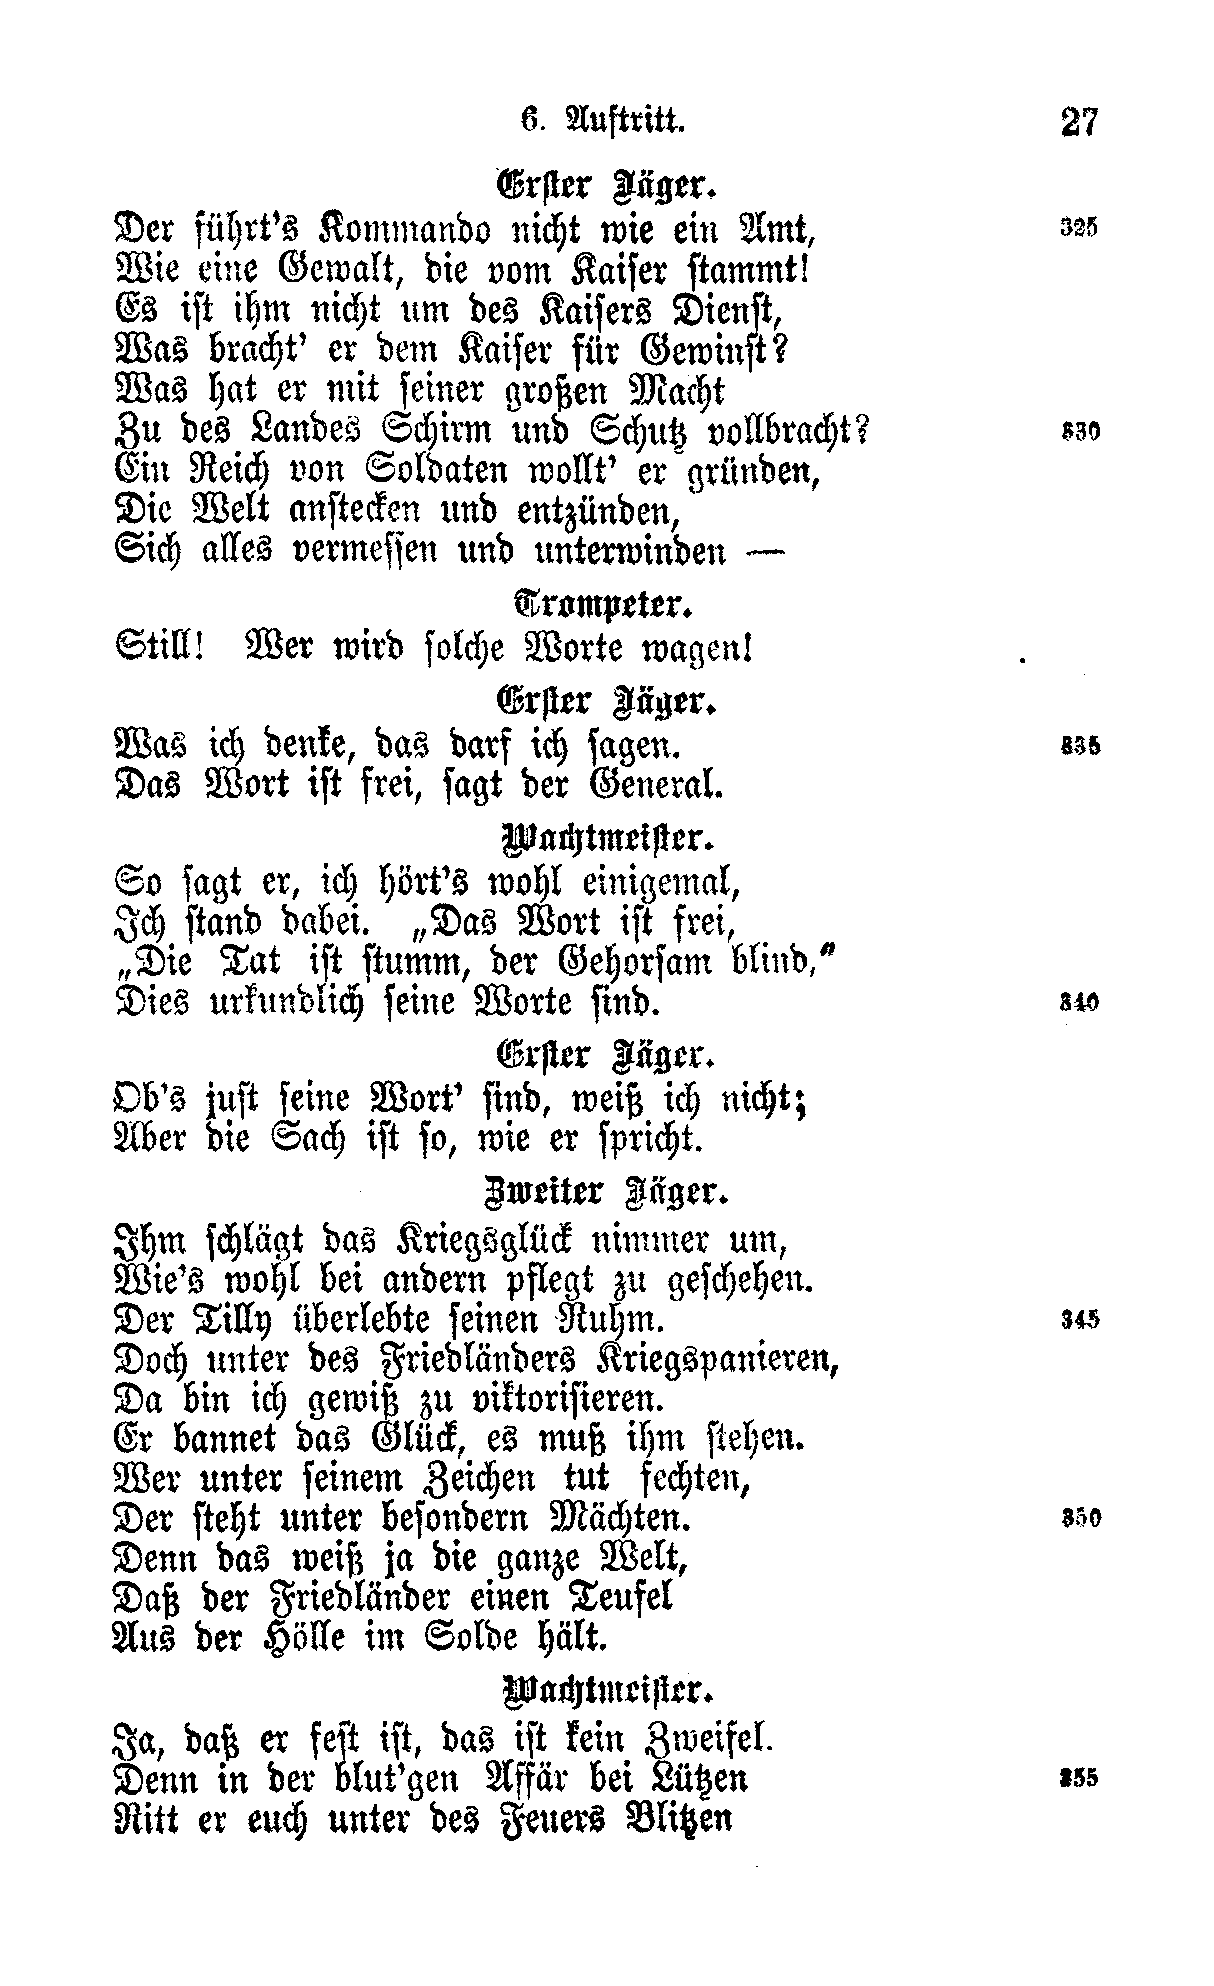 6. Auftritt. 27
Erster Jäger.
Der führt's Kommando nicht wie ein Amt, 325
Wie eine Gewalt, die vom Kaiser stammt!
Es ist ihm nicht um des Kaisers Dienst,
Was bracht' er dem Kaiser für Gewinst?
Was hat er mit seiner großen Macht
Zu des Landes Schirm und Schutz vollbracht? 330
Ein Reich von Soldaten wollt' er gründen,
Die Welt anstecken und entzünden,
Sich alles vermessen und unterwinden —
Trompeter.
Still! Wer wird solche Worte wagen!
Erster Jäger.
Was ich denke, das darf ich sagen. 335
Das Wort ist frei, sagt der General.
Wachtmeister.
So sagt er, ich hört's wohl einigemal,
Ich stand dabei. „Das Wort ist frei,
„Die Tat ist stumm, der Gehorsam blind,“
Dies urkundlich seine Worte sind. 340
Erster Jäger.
Ob's just seine Wort' sind, weiß ich nicht;
Aber die Sach ist so, wie er spricht.
Zweiter Jäger.
Ihm schlägt das Kriegsglück nimmer um,
Wie's wohl bei andern pflegt zu geschehen.
Der Tilly überlebte seinen Ruhm. 345
Doch unter des Friedländers Kriegspanieren,
Da bin ich gewiß zu viktorisieren.
Er bannet das Glück, es muß ihm stehen.
Wer unter seinem Zeichen tut fechten,
Der steht unter besondern Mächten. 350
Denn das weiß ja die ganze Welt,
Daß der Friedländer einen Teufel
Aus der Hölle im Solde hält.
Wachtmeister.
Ja, daß er fest ist, das ist kein Zweifel.
Denn in der blut'gen Affär bei Lützen 355
Ritt er euch unter des Feuers Blitzen